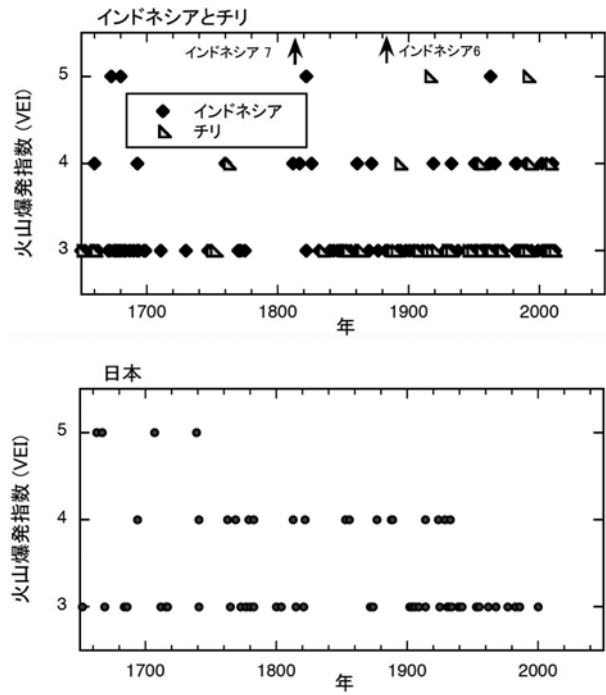 インドネシアとチリ
インドネシア 7
インドネシア6
5
4
3
火山爆発指数 (VEI)
インドネシア
チリ
1700 1800 1900 2000
年
日本
5
4
3
火山爆発指数 (VEI)
1700 1800 1900 2000
年